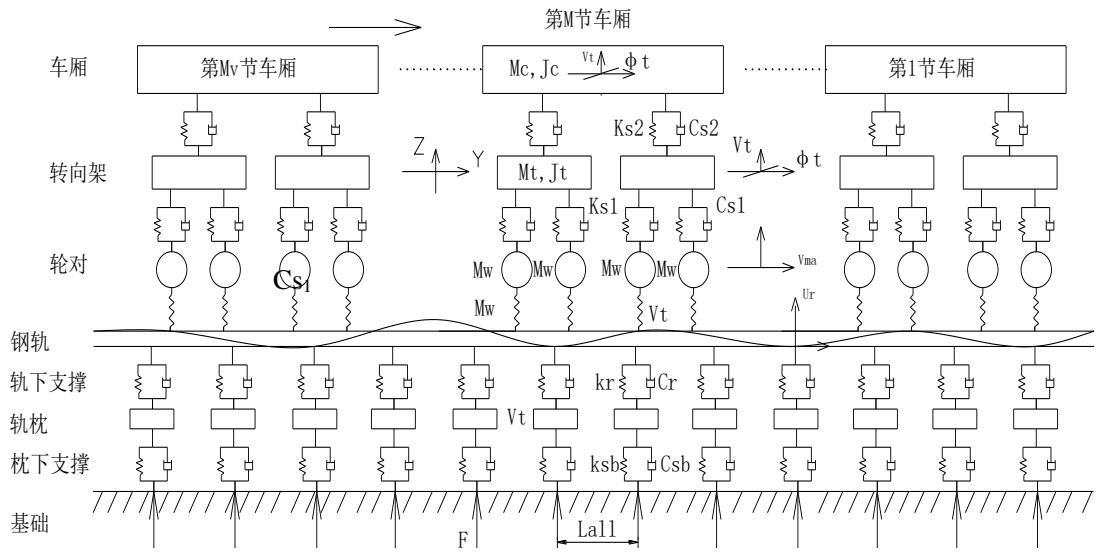 第M节车厢
车厢
第Mv节车厢
Mc, Jc
Vt
ϕt
第1节车厢
Ks2
Cs2
转向架
Z
Y
Mt, Jt
Vt
ϕt
Ks1
Cs1
轮对
Cs1
Mw
Mw
Mw
Mw
Vma
Mw
Vt
Ur
钢轨
轨下支撑
kr
Cr
轨枕
Vt
枕下支撑
ksb
Csb
基础
F
Lall